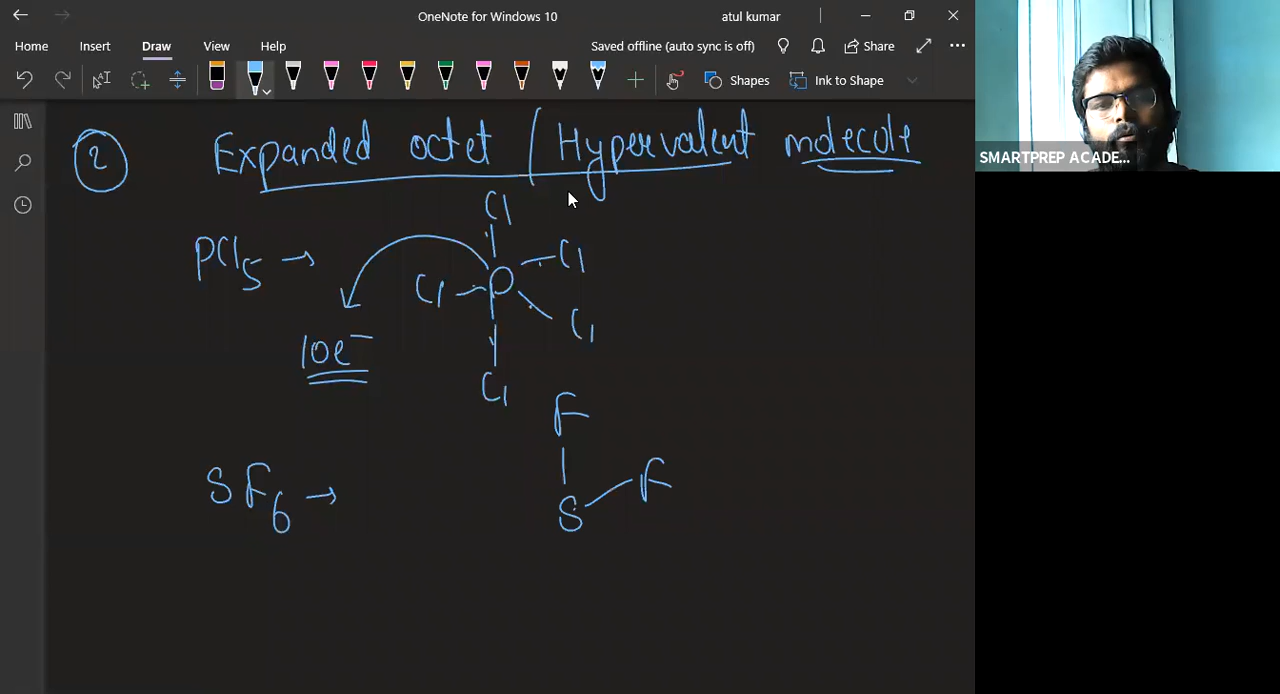 OneNote for Windows 10
atul kumar
Home Insert Draw View Help
Saved offline (auto sync is off)
Share
Shapes
Ink to Shape
SMARTPREP ACADE...
2 Expanded octet / Hypervalent molecule
Cl
PCl5 →
Cl
Cl P
Cl
10e−
Cl
F
SF6 →
F
S